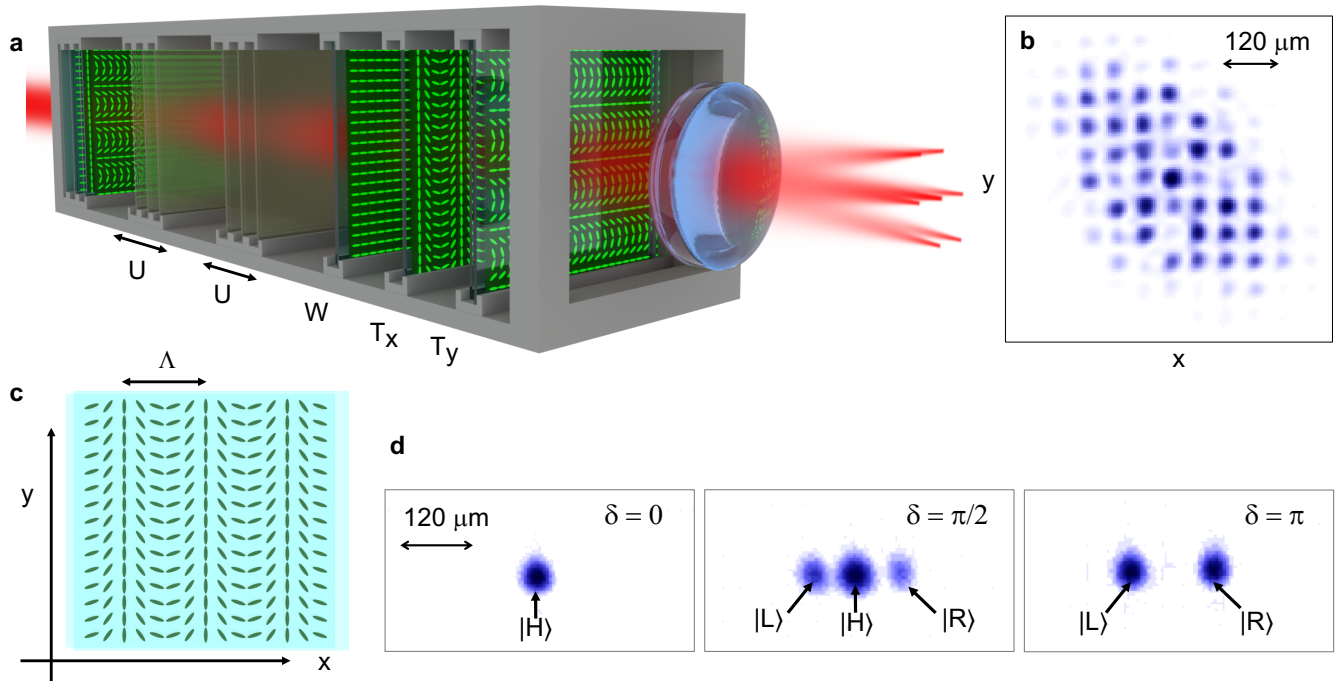 a
U
U
W
Tx
Ty
b
120 μm
y
x
c
Λ
y
x
d
120 μm
δ = 0
|H⟩
δ = π/2
|L⟩
|H⟩
|R⟩
δ = π
|L⟩
|R⟩